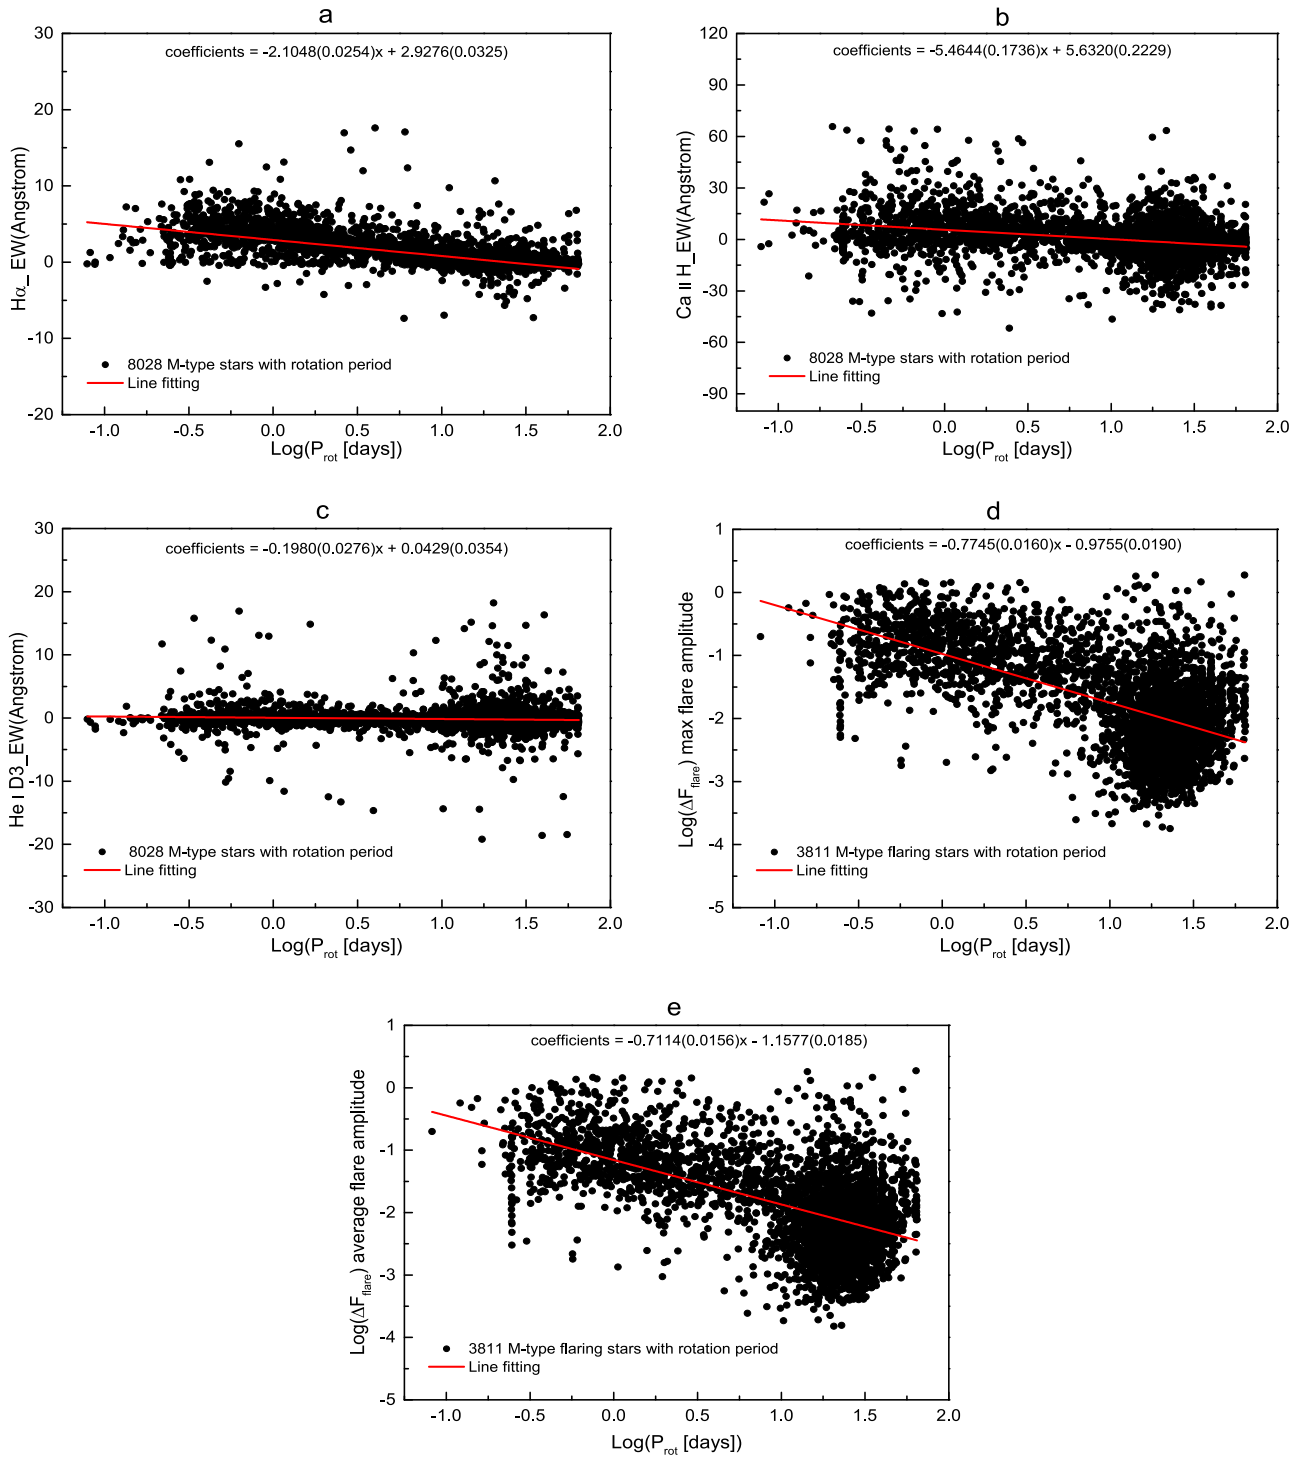 a
coefficients = -2.1048(0.0254)x + 2.9276(0.0325)
30
20
10
0
-10
-20
Hα_ EW(Angstrom)
8028 M-type stars with rotation period
Line fitting
-1.0 -0.5 0.0 0.5 1.0 1.5 2.0
Log(P_rot [days])
b
coefficients = -5.4644(0.1736)x + 5.6320(0.2229)
120
90
60
30
0
-30
-60
-90
Ca II H_EW(Angstrom)
8028 M-type stars with rotation period
Line fitting
-1.0 -0.5 0.0 0.5 1.0 1.5 2.0
Log(P_rot [days])
c
coefficients = -0.1980(0.0276)x + 0.0429(0.0354)
30
20
10
0
-10
-20
-30
He I D3_EW(Angstrom)
8028 M-type stars with rotation period
Line fitting
-1.0 -0.5 0.0 0.5 1.0 1.5 2.0
Log(P_rot [days])
d
coefficients = -0.7745(0.0160)x - 0.9755(0.0190)
1
0
-1
-2
-3
-4
-5
Log(ΔF_flare) max flare amplitude
3811 M-type flaring stars with rotation period
Line fitting
-1.0 -0.5 0.0 0.5 1.0 1.5 2.0
Log(P_rot [days])
e
coefficients = -0.7114(0.0156)x - 1.1577(0.0185)
1
0
-1
-2
-3
-4
-5
Log(ΔF_flare) average flare amplitude
3811 M-type flaring stars with rotation period
Line fitting
-1.0 -0.5 0.0 0.5 1.0 1.5 2.0
Log(P_rot [days])